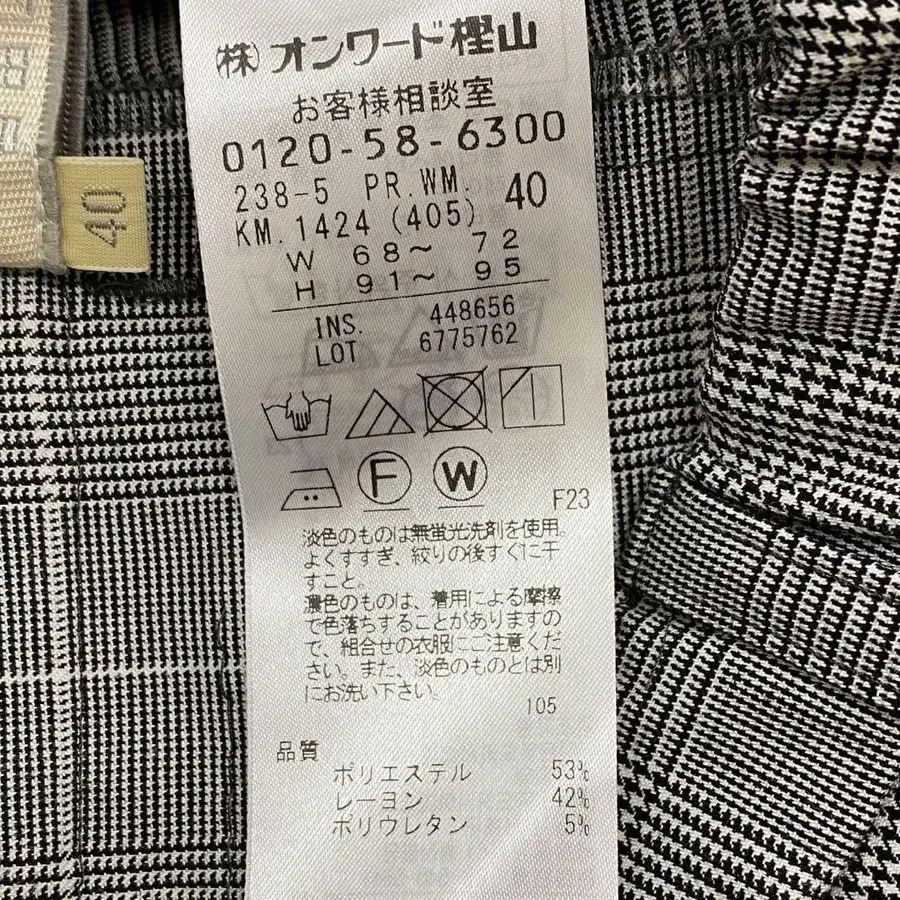 ㈱ オンワード樫山
お客様相談室
0120-58-6300
238-5 PR.WM. 40
KM.1424 (405)
W 68～ 72
H 91～ 95
INS. 448656
LOT 6775762
F W
F23
淡色のものは無蛍光洗剤を使用。
よくすすぎ、絞りの後すぐに干
すこと。
濃色のものは、着用による摩擦
で色落ちすることがありますの
で、組合せの衣服にご注意くだ
さい。また、淡色のものとは別
にお洗い下さい。
105
品質
ポリエステル 53%
レーヨン 42%
ポリウレタン 5%
40